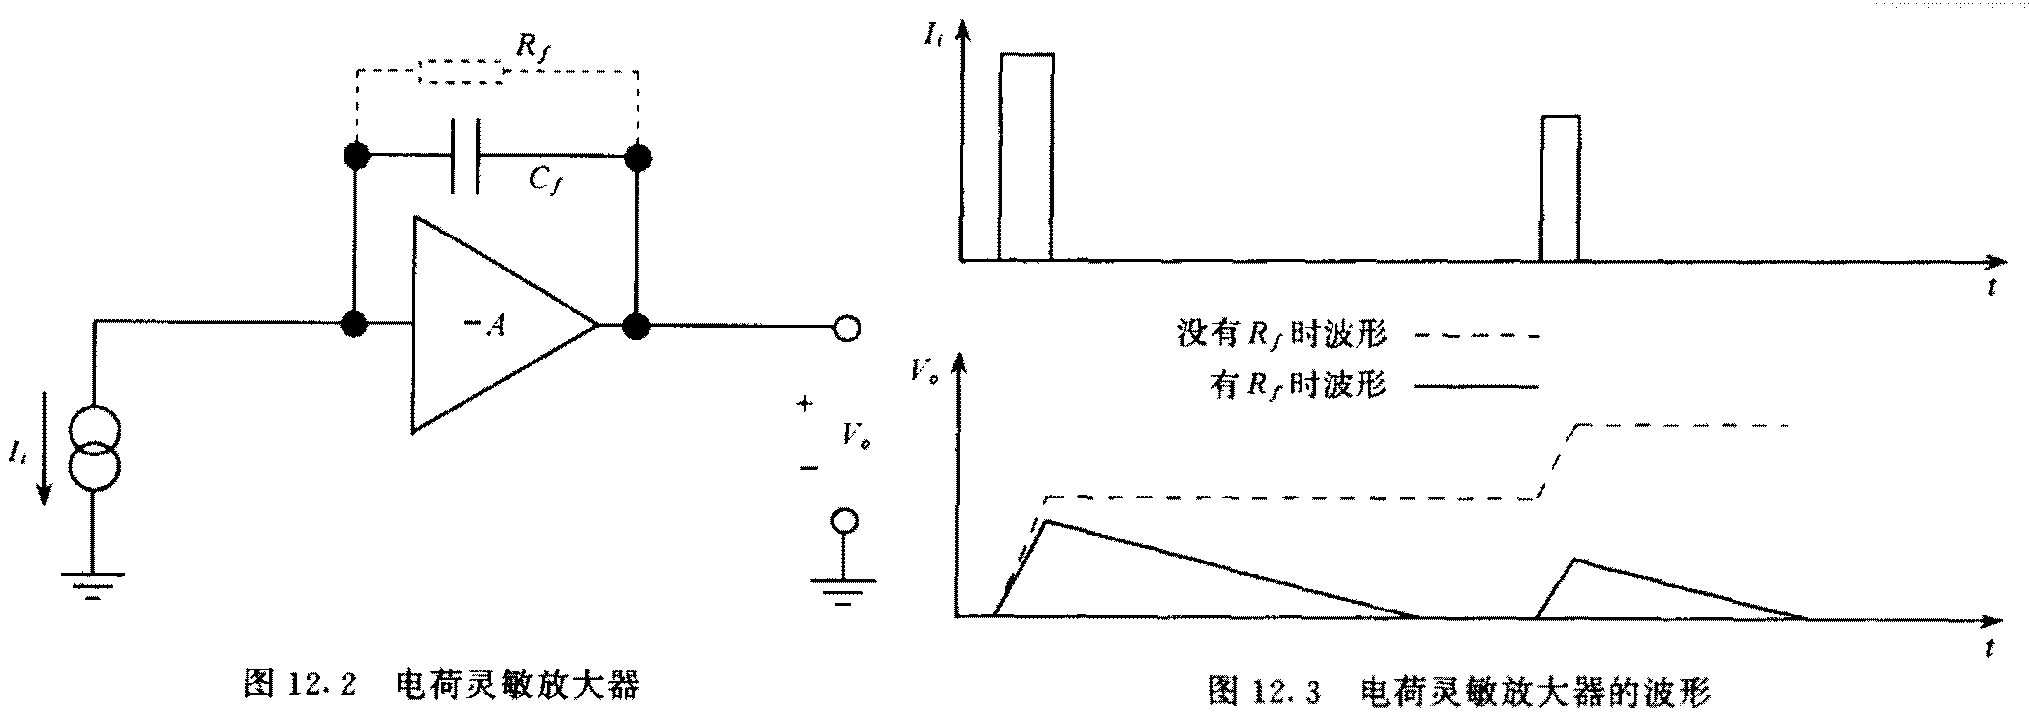 R_f
C_f
-A
I_i
+
V_o
-
图 12.2 电荷灵敏放大器
I_i
t
没有 R_f 时波形
有 R_f 时波形
V_o
t
图 12.3 电荷灵敏放大器的波形